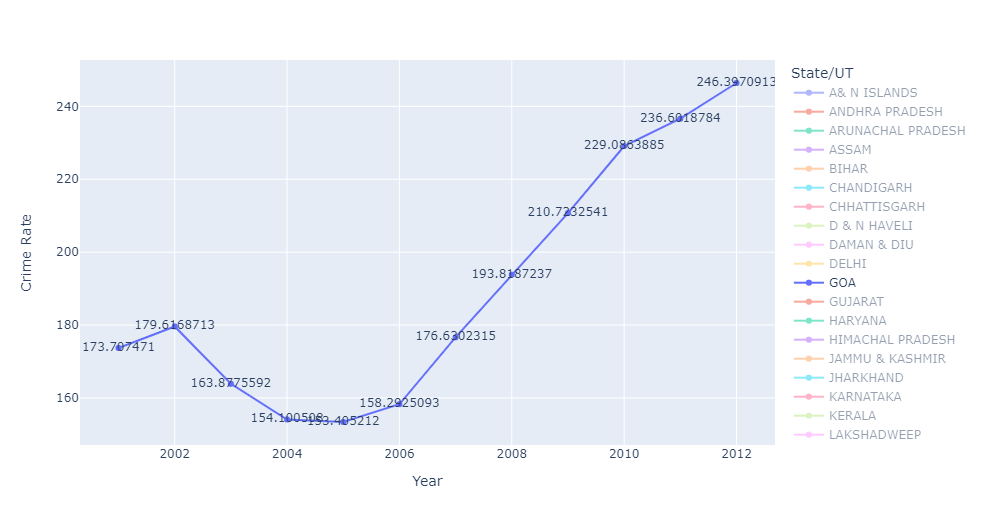 State/UT
A& N ISLANDS
ANDHRA PRADESH
ARUNACHAL PRADESH
ASSAM
BIHAR
CHANDIGARH
CHHATTISGARH
D & N HAVELI
DAMAN & DIU
DELHI
GOA
GUJARAT
HARYANA
HIMACHAL PRADESH
JAMMU & KASHMIR
JHARKHAND
KARNATAKA
KERALA
LAKSHADWEEP
Crime Rate
240
220
200
180
160
173.707471
179.6168713
163.8775592
158.2925093
176.6302315
193.8187237
210.7232541
229.0863885
236.6018784
246.3970913
2002
2004
2006
2008
2010
2012
Year